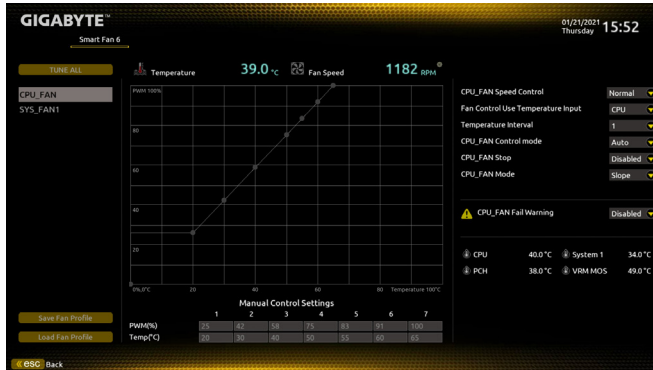 GIGABYTE™
01/21/2021 Thursday 15:52
Smart Fan 6
TUNE ALL
Temperature 39.0 °C Fan Speed 1182 RPM
CPU_FAN
SYS_FAN1
PWM 100%
80
60
40
20
0%,0°C 20 40 60 80 Temperature 100°C
CPU_FAN Speed Control Normal
Fan Control Use Temperature Input CPU
Temperature Interval 1
CPU_FAN Control mode Auto
CPU_FAN Stop Disabled
CPU_FAN Mode Slope
CPU_FAN Fail Warning Disabled
CPU 40.0°C System 1 34.0°C
PCH 38.0°C VRM MOS 49.0°C
Manual Control Settings
1 2 3 4 5 6 7
PWM(%) 25 42 58 75 83 91 100
Temp(°C) 20 30 40 50 55 60 65
Save Fan Profile
Load Fan Profile
esc Back